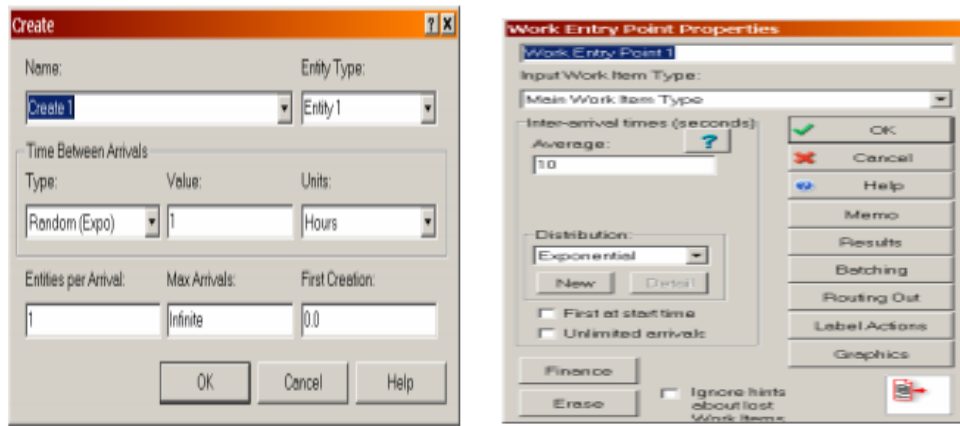 Create
Name:
Entity Type:
Create 1
Entity 1
Time Between Arrivals
Type:
Value:
Units:
Random (Expo)
1
Hours
Entities per Arrival:
Max Arrivals:
First Creation:
1
Infinite
0.0
OK
Cancel
Help
Work Entry Point Properties
Work Entry Point 1
Input Work Item Type:
Main Work Item Type
Inter-arrival times (seconds)
Average:
?
10
Distribution:
Exponential
New
Detail
First at start time
Unlimited arrivals
Finance
Erase
Ignore hints
about lost
Work Items
OK
Cancel
Help
Memo
Results
Batching
Routing Out
Label Actions
Graphics